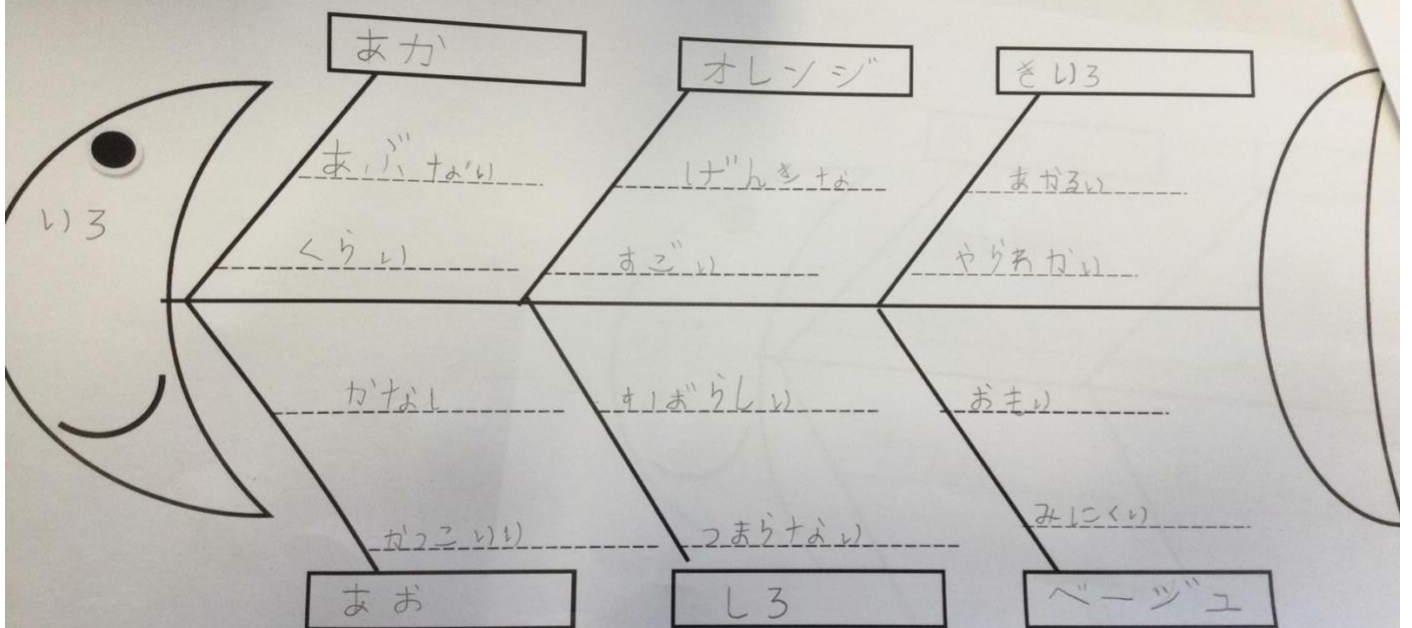 いろ
あか
あぶない
くらい
オレンジ
げんきな
すごい
きいろ
あかるい
やらわかい
かなし
かっこいい
あお
すばらしい
つまらない
しろ
おもい
みにくい
ベージュ